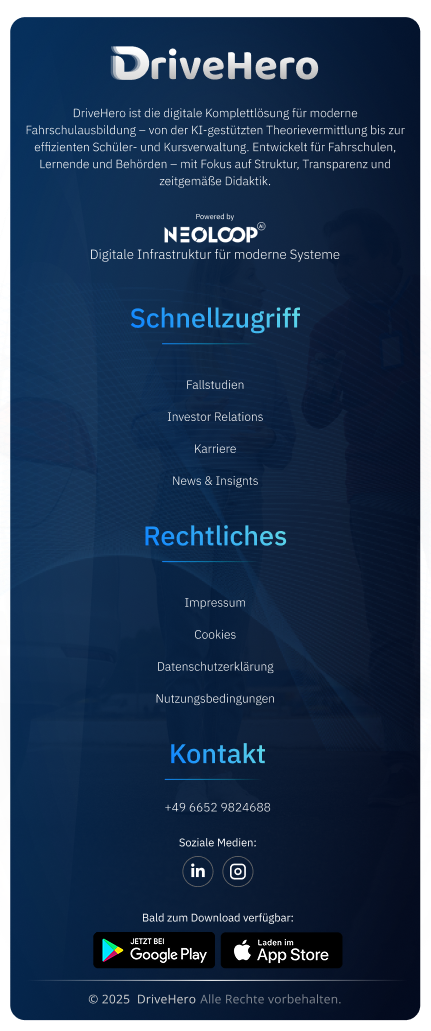 DriveHero
DriveHero ist die digitale Komplettlösung für moderne
Fahrschulausbildung – von der KI-gestützten Theorievermittlung bis zur
effizienten Schüler- und Kursverwaltung. Entwickelt für Fahrschulen,
Lernende und Behörden – mit Fokus auf Struktur, Transparenz und
zeitgemäße Didaktik.
Powered by
NEOLOOP AI
Digitale Infrastruktur für moderne Systeme
Schnellzugriff
Fallstudien
Investor Relations
Karriere
News & Insignts
Rechtliches
Impressum
Cookies
Datenschutzerklärung
Nutzungsbedingungen
Kontakt
+49 6652 9824688
Soziale Medien:
in
Bald zum Download verfügbar:
JETZT BEI
Google Play
Laden im
App Store
© 2025 DriveHero Alle Rechte vorbehalten.